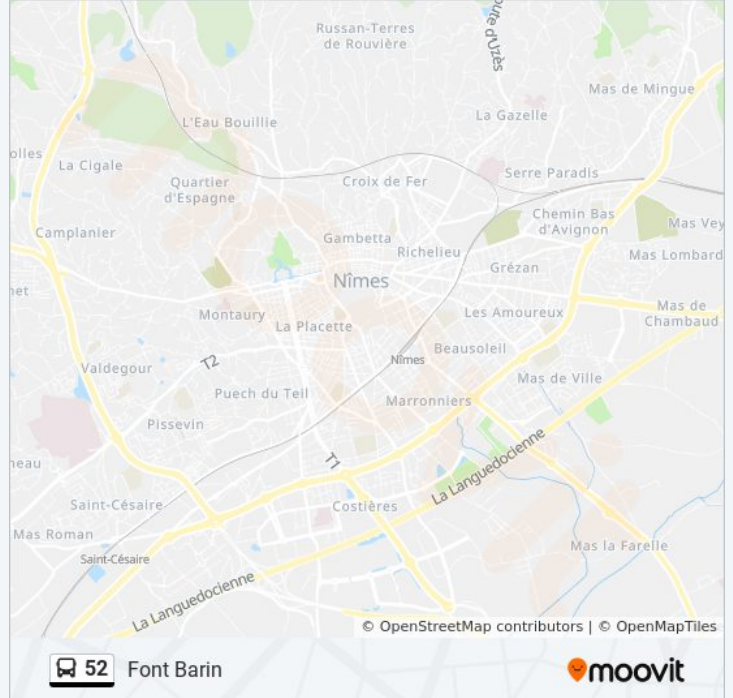 Russan-Terres
de Rouvière
oute d'Uzès
Mas de Mingue
La Gazelle
L'Eau Bouillie
olles
La Cigale
Quartier
d'Espagne
Croix de Fer
Serre Paradis
Chemin Bas
d'Avignon
Mas Vey
Camplanier
Gambetta
Richelieu
Mas Lombard
Grézan
Nîmes
net
Montaury
La Placette
Les Amoureux
Mas de
Chambaud
Nîmes
Beausoleil
T2
Valdegour
Mas de Ville
Puech du Teil
Marronniers
Pissevin
neau
T1
La Languedocienne
Saint-Césaire
Costières
Mas Roman
Saint-Césaire
Mas la Farelle
La Languedocienne
© OpenStreetMap contributors | © OpenMapTiles
52 Font Barin
moovit